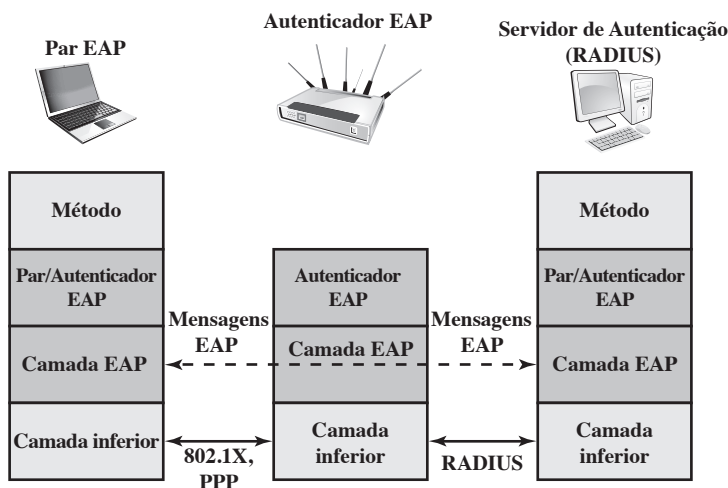 Par EAP
Autenticador EAP
Servidor de Autenticação
(RADIUS)
Método
Par/Autenticador
EAP
Camada EAP
Camada inferior
Mensagens
EAP
802.1X,
PPP
Autenticador
EAP
Camada EAP
Camada
inferior
Mensagens
EAP
RADIUS
Método
Par/Autenticador
EAP
Camada EAP
Camada
inferior